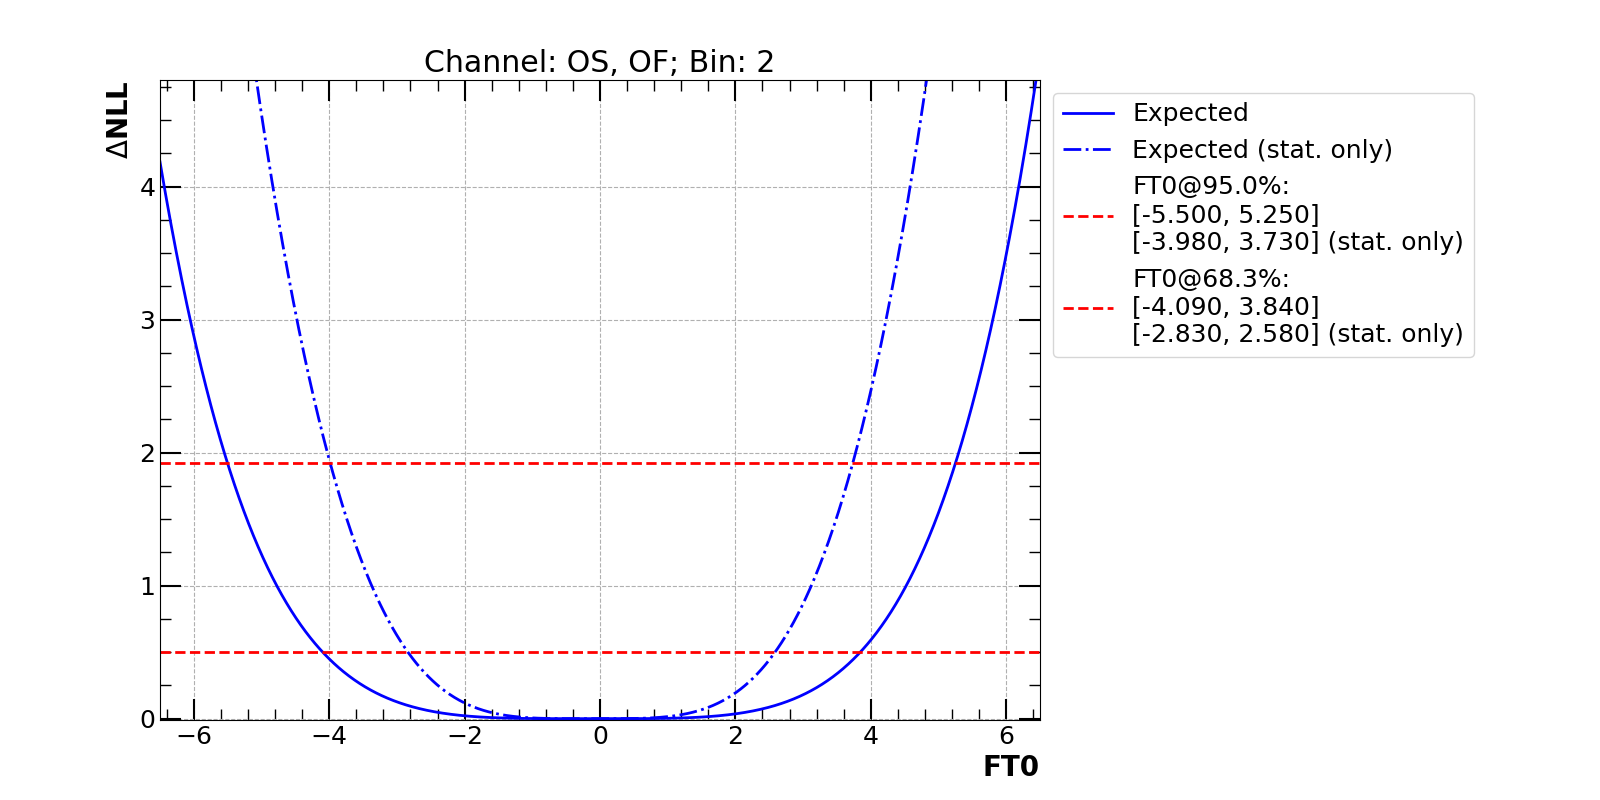 Channel: OS, OF; Bin: 2
ΔNLL
4
3
2
1
0
−6
−4
−2
0
2
4
6
FT0
Expected
Expected (stat. only)
FT0@95.0%:
[-5.500, 5.250]
[-3.980, 3.730] (stat. only)
FT0@68.3%:
[-4.090, 3.840]
[-2.830, 2.580] (stat. only)